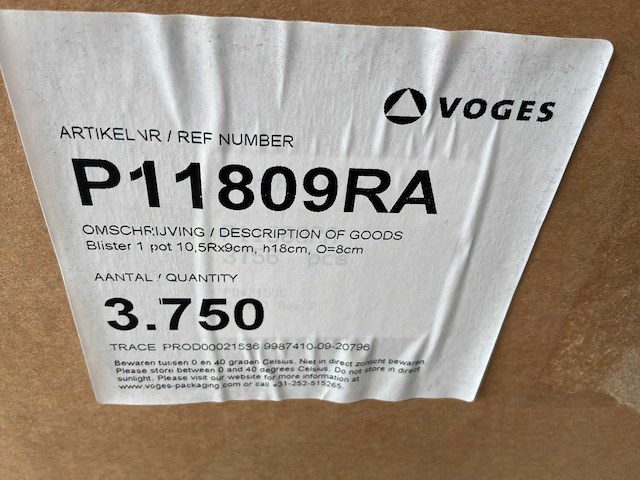 VOGES
ARTIKELNR / REF NUMBER
P11809RA
OMSCHRIJVING / DESCRIPTION OF GOODS
Blister 1 pot 10,5Rx9cm, h18cm, O=8cm
AANTAL / QUANTITY
3.750
TRACE PROD00021536 9987410-09-20796
Bewaren tussen 0 en 40 graden Celsius. Niet in direct zonlicht bewaren.
Please store between 0 and 40 degrees Celsius. Do not store in direct
sunlight. Please visit our website for more information at
www.voges-packaging.com or call +31-252-515265.